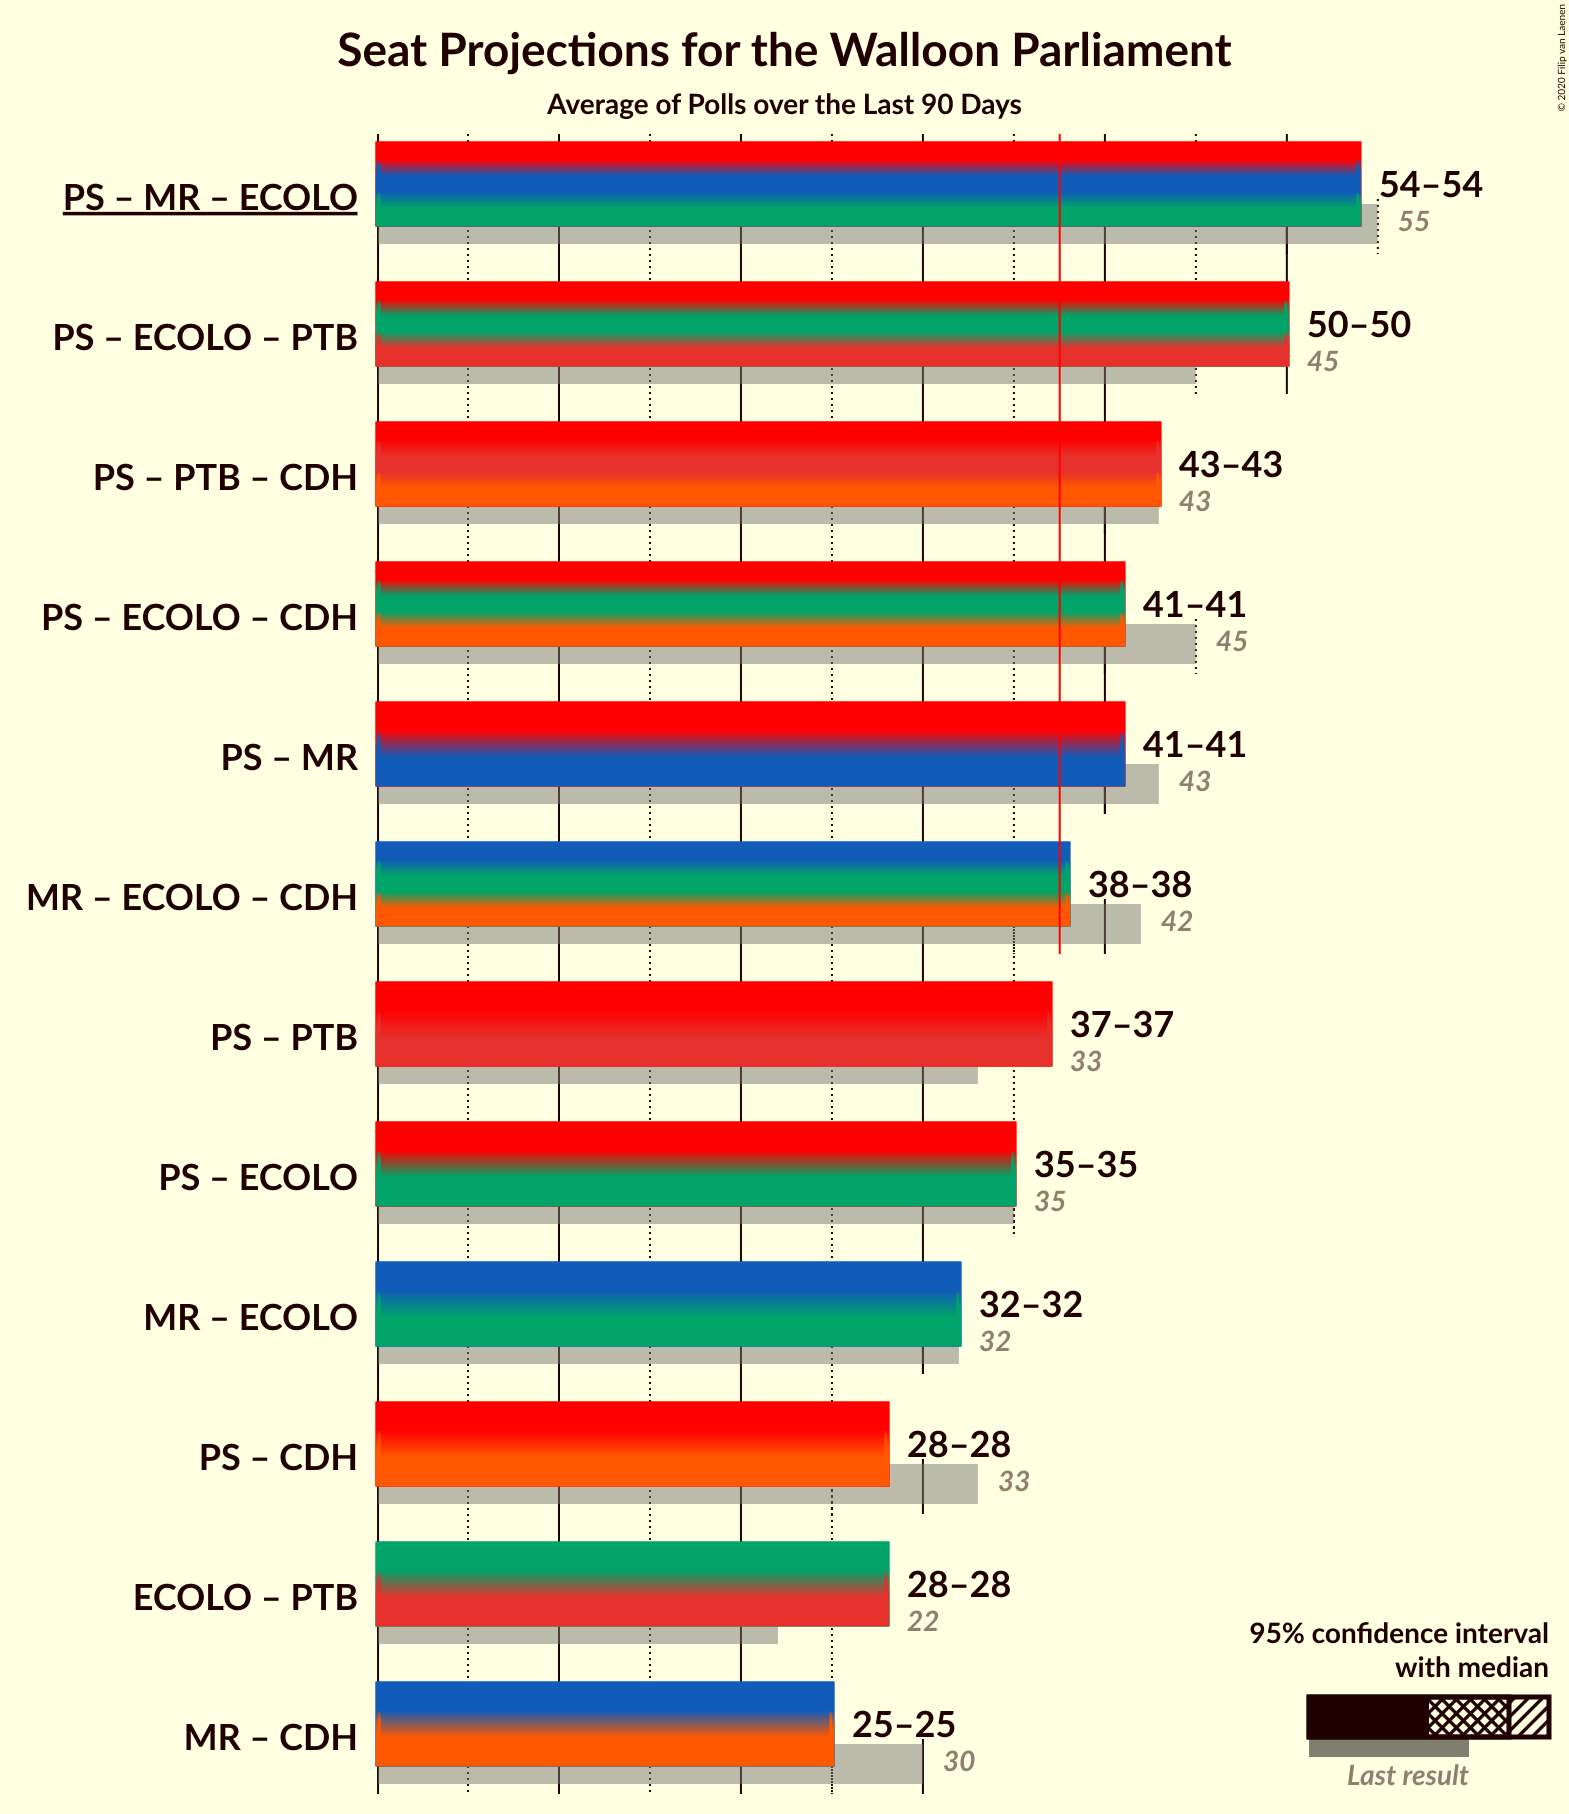 Seat Projections for the Walloon Parliament
Average of Polls over the Last 90 Days
© 2020 Filip van Laenen
PS – MR – ECOLO
54–54
55
PS – ECOLO – PTB
50–50
45
PS – PTB – CDH
43–43
43
PS – ECOLO – CDH
41–41
45
PS – MR
41–41
43
MR – ECOLO – CDH
38–38
42
PS – PTB
37–37
33
PS – ECOLO
35–35
35
MR – ECOLO
32–32
32
PS – CDH
28–28
33
ECOLO – PTB
28–28
22
MR – CDH
25–25
30
95% confidence interval
with median
Last result